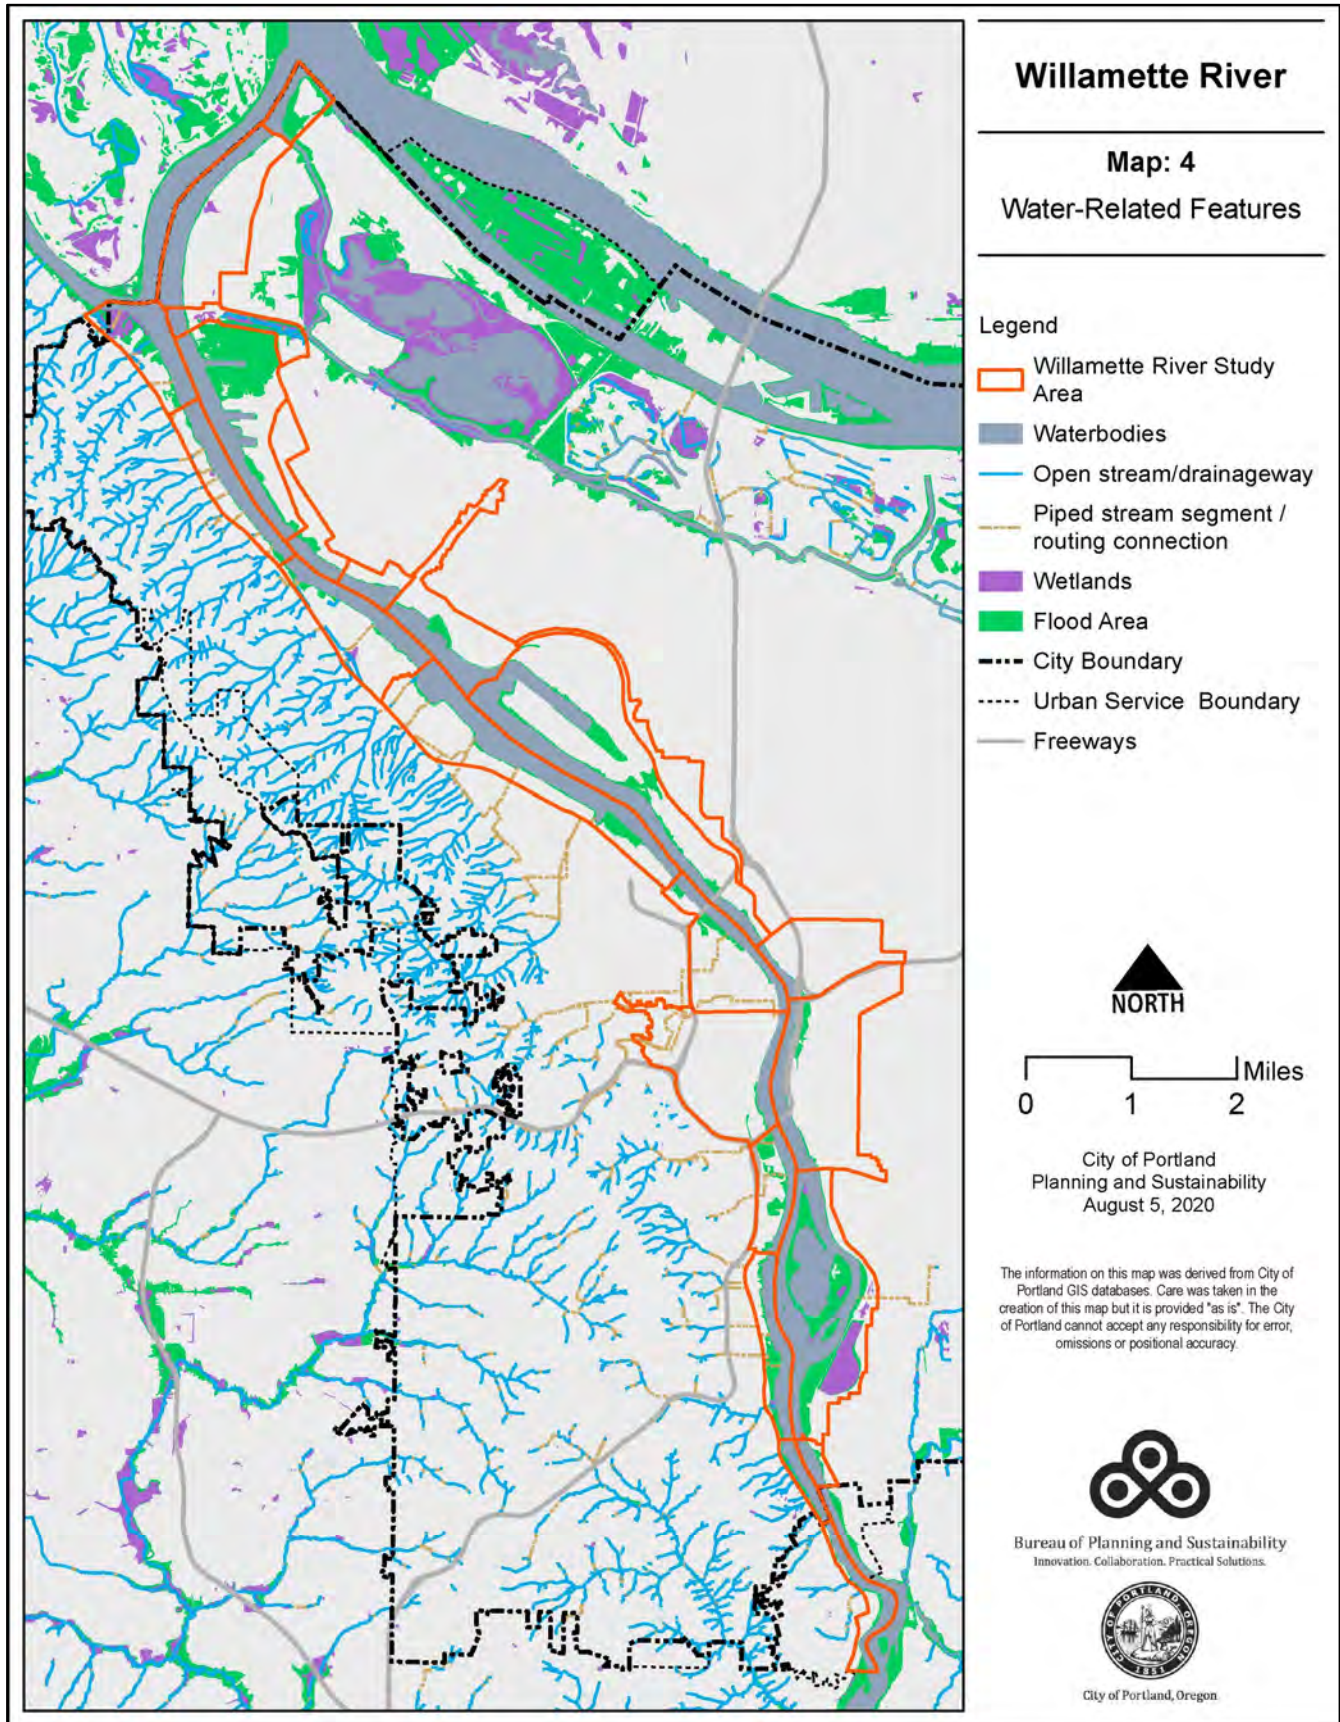 Willamette River
Map: 4
Water-Related Features
Legend
Willamette River Study
Area
Waterbodies
Open stream/drainageway
Piped stream segment /
routing connection
Wetlands
Flood Area
City Boundary
Urban Service Boundary
Freeways
NORTH
Miles
0 1 2
City of Portland
Planning and Sustainability
August 5, 2020
The information on this map was derived from City of
Portland GIS databases. Care was taken in the
creation of this map but it is provided "as is". The City
of Portland cannot accept any responsibility for error,
omissions or positional accuracy.
Bureau of Planning and Sustainability
Innovation. Collaboration. Practical Solutions.
CITY OF PORTLAND, OREGON
1851
City of Portland, Oregon